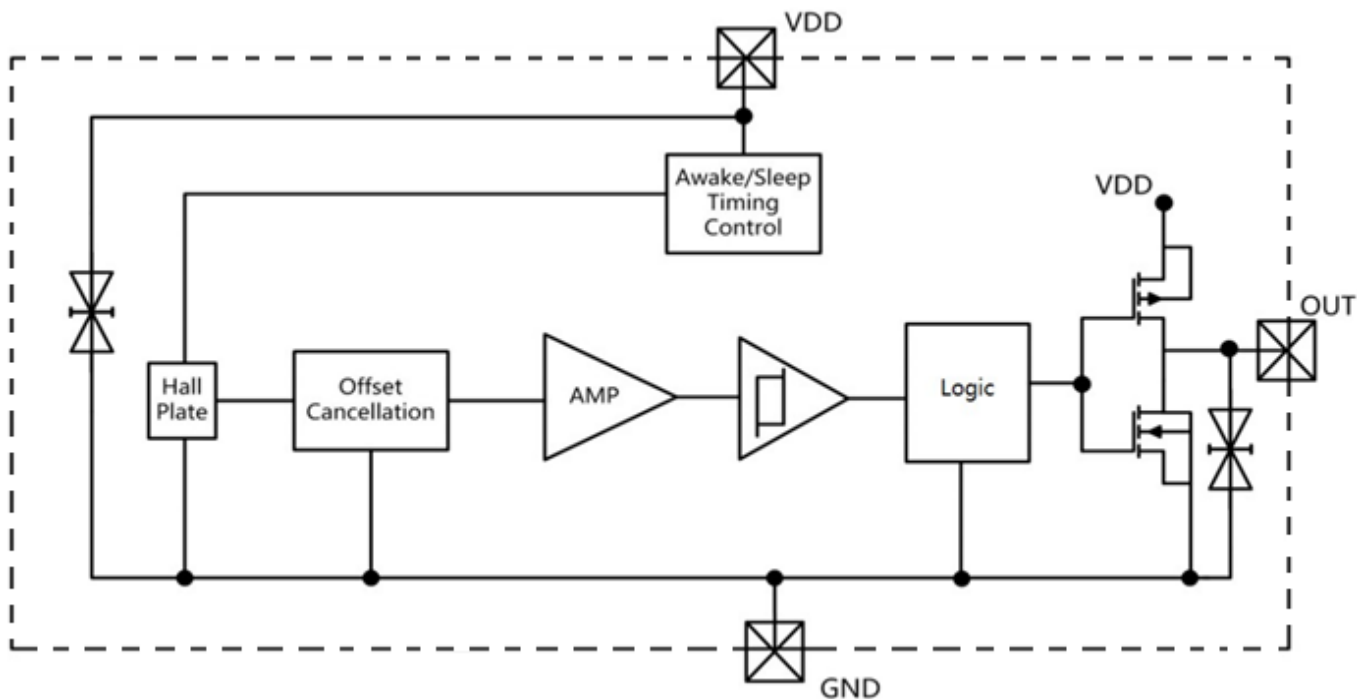 VDD
Awake/Sleep
Timing
Control
VDD
OUT
Hall
Plate
Offset
Cancellation
AMP
Logic
GND